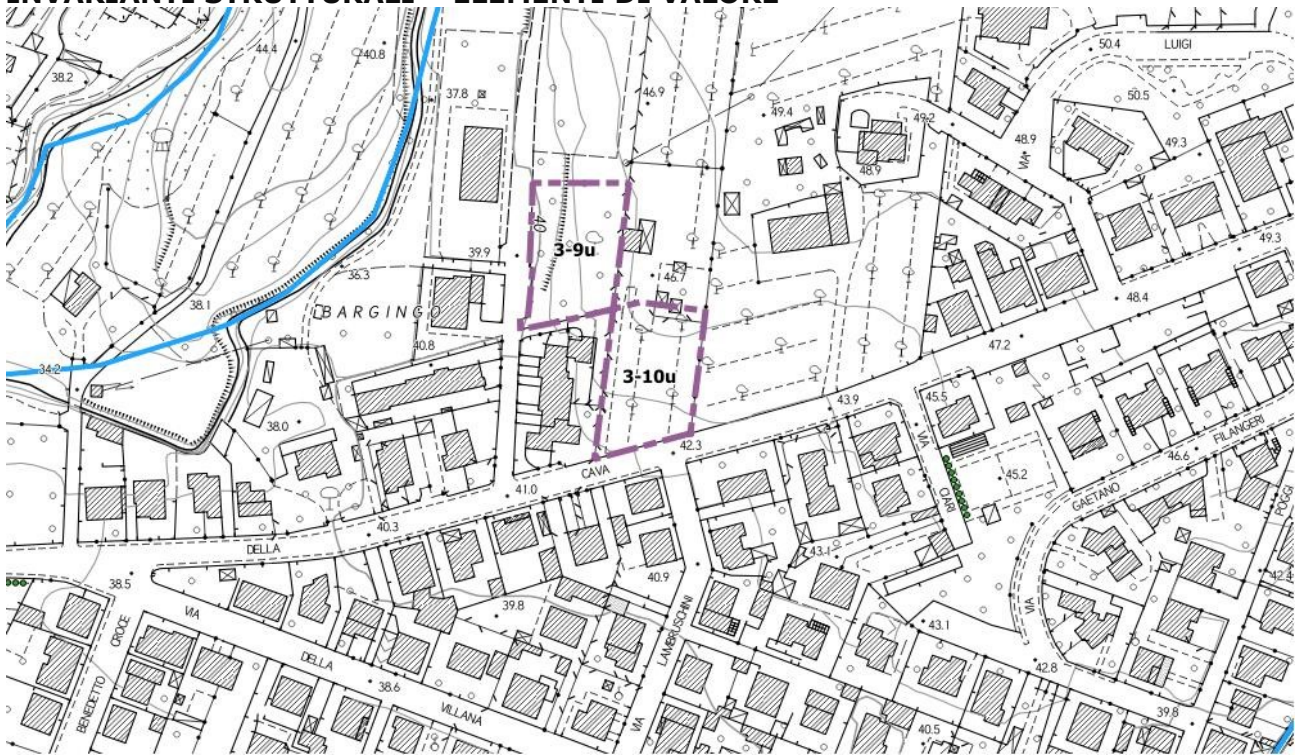 INVARIANTE STRUTTURALE – ELEMENTI DI VALORE
44.4
40.8
50.4
LUIGI
38.2
37.8
46.9
49.4
49.2
50.5
48.9
VIA
49.3
48.9
40
3-9u
39.9
46.7
49.3
36.3
38.1
BARGINGO
48.4
40.8
47.2
34.2
3-10u
43.9
45.5
38.0
42.3
VIA
CIARI
FILANGERI
46.6
CAVA
45.2
41.0
GAETANO
POGGI
40.3
DELLA
43.1
42.4
38.5
40.9
VIA
39.8
CROCE
VIA
LAMBRUSCHINI
43.1
DELLA
42.8
38.6
BENEDETTO
VILLANA
VIA
39.8
40.5